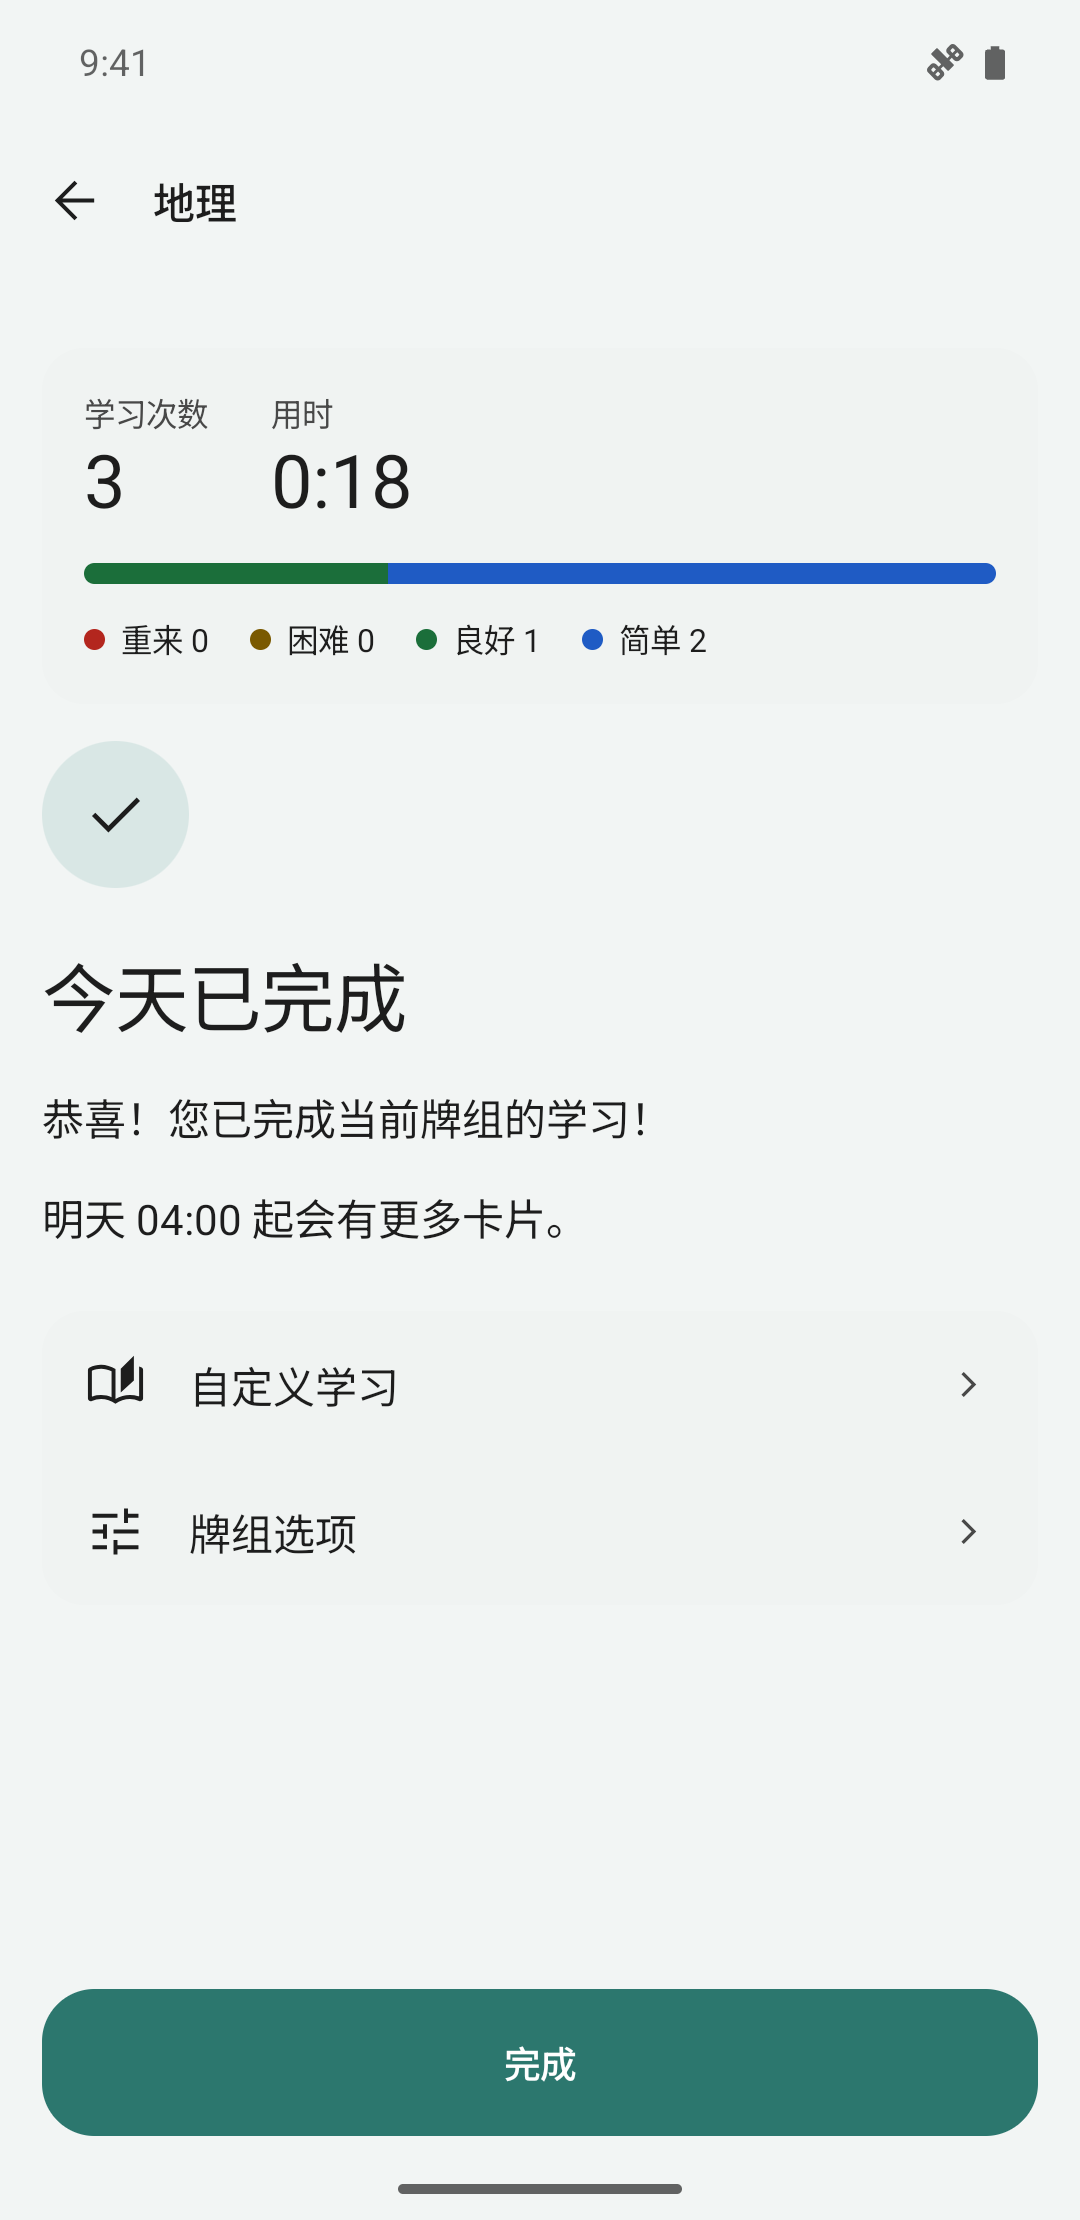 9:41
地理
学习次数 用时
3 0:18
重来 0 困难 0 良好 1 简单 2
今天已完成
恭喜！您已完成当前牌组的学习！
明天 04:00 起会有更多卡片。
自定义学习
牌组选项
完成